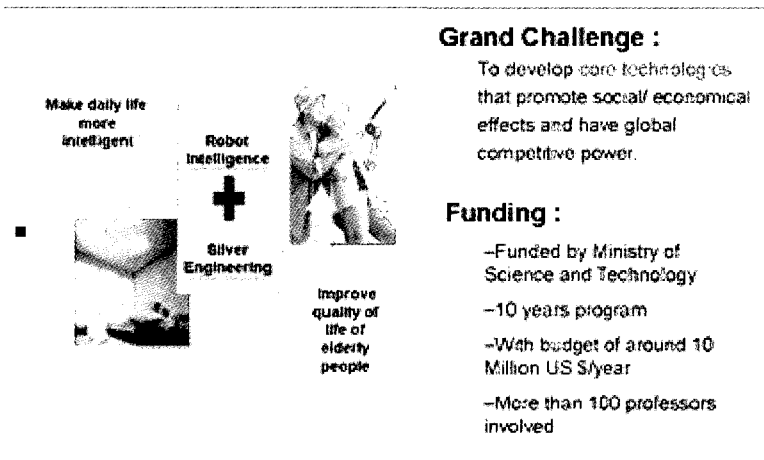 Make daily life
more
intelligent
Robot
Intelligence
Silver
Engineering
Improve
quality of
life of
elderly
people
Grand Challenge :
To develop core technologies
that promote social/ economical
effects and have global
competitive power.
Funding :
–Funded by Ministry of
Science and Technology
–10 years program
–With budget of around 10
Million US $/year
–More than 100 professors
involved